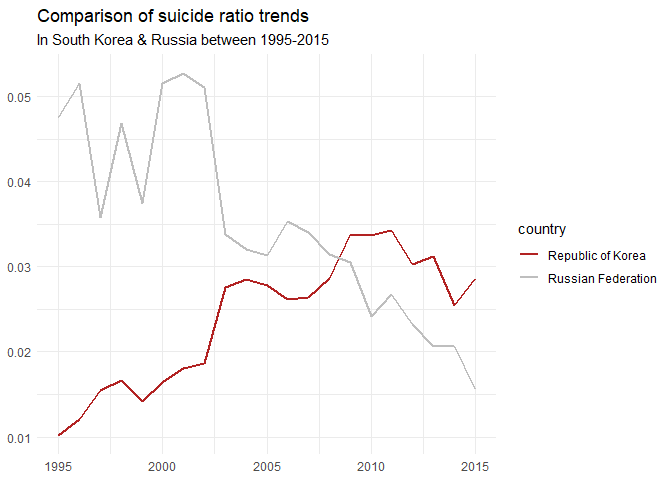 Comparison of suicide ratio trends
In South Korea & Russia between 1995-2015
0.05
0.04
0.03
0.02
0.01
1995 2000 2005 2010 2015
country
Republic of Korea
Russian Federation